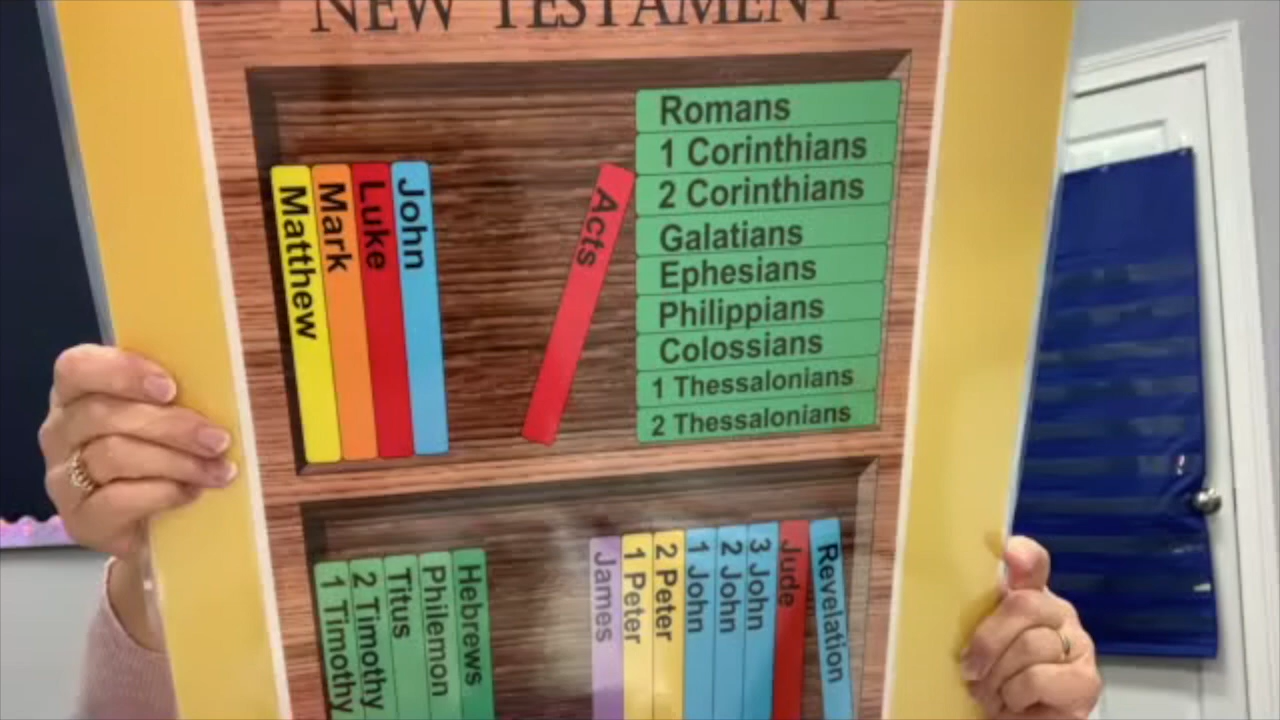 NEW TESTAMENT
Matthew
Mark
Luke
John
Acts
Romans
1 Corinthians
2 Corinthians
Galatians
Ephesians
Philippians
Colossians
1 Thessalonians
2 Thessalonians
1 Timothy
2 Timothy
Titus
Philemon
Hebrews
James
1 Peter
2 Peter
1 John
2 John
3 John
Jude
Revelation